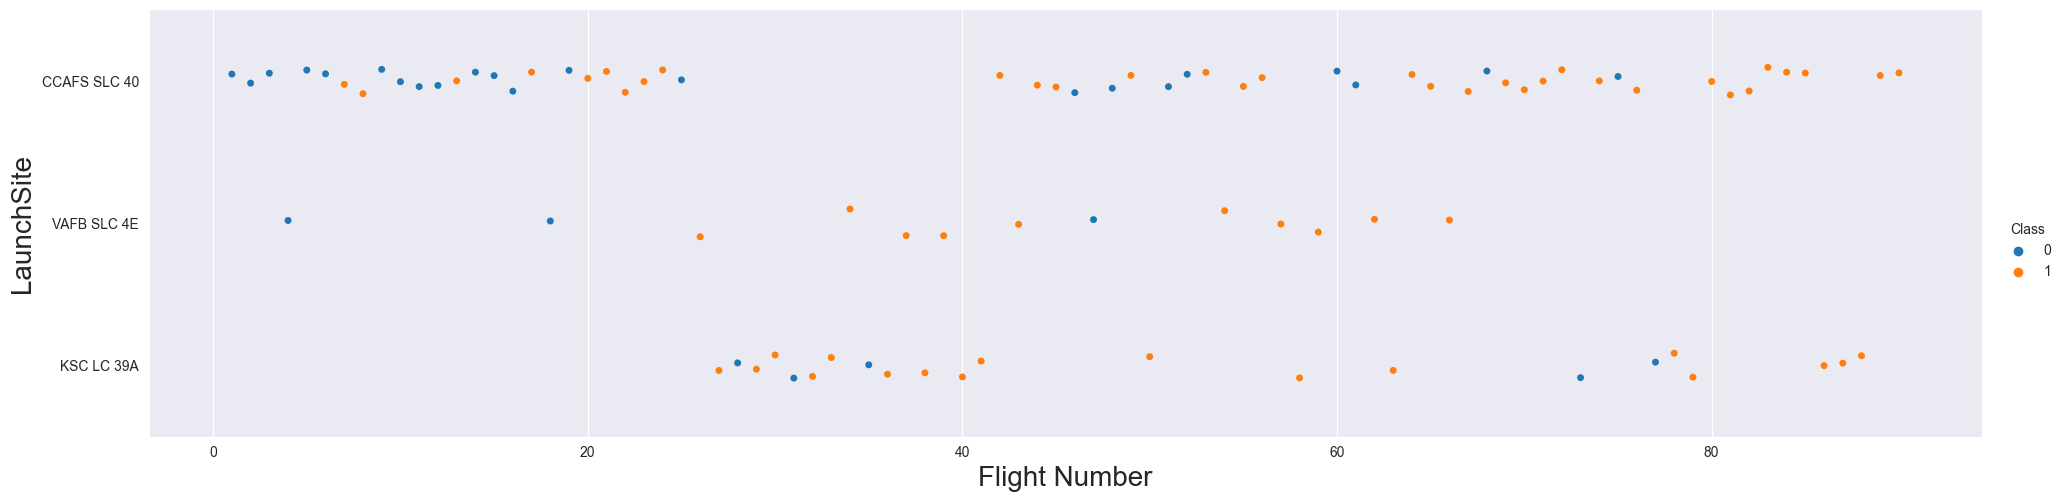 CCAFS SLC 40
VAFB SLC 4E
KSC LC 39A
LaunchSite
0 20 40 60 80
Flight Number
Class
0
1